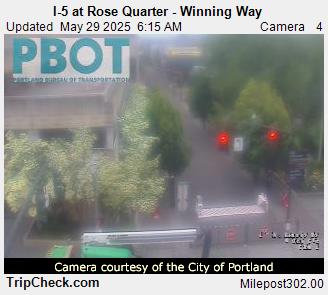 I-5 at Rose Quarter - Winning Way
Updated May 29 2025 6:15 AM Camera 4
PBOT
PORTLAND BUREAU OF TRANSPORTATION
Camera courtesy of the City of Portland
TripCheck.com Milepost302.00